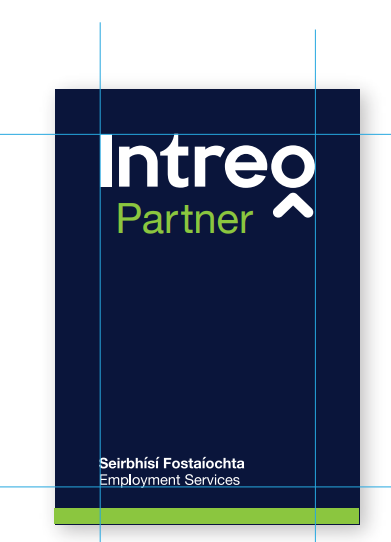 Intreo
Partner
Seirbhísí Fostaíochta
Employment Services